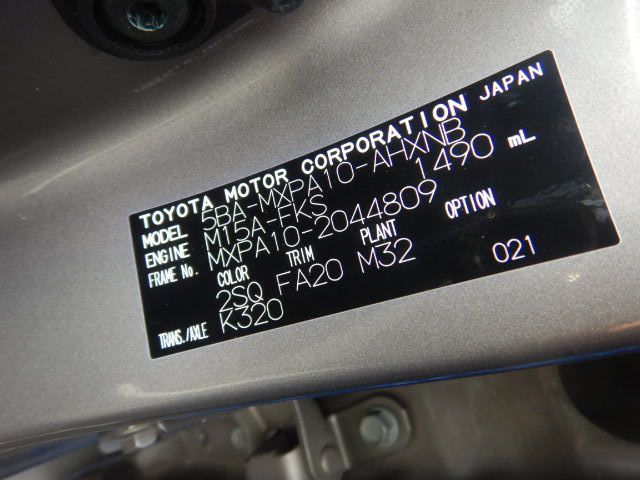 TOYOTA MOTOR CORPORATION JAPAN
MODEL 5BA-MXPA10-AHXNB
ENGINE M15A-FKS 1490 mL
FRAME No. MXPA10-2044809
COLOR TRIM PLANT OPTION
2SQ FA20 M32 021
TRANS./AXLE K320